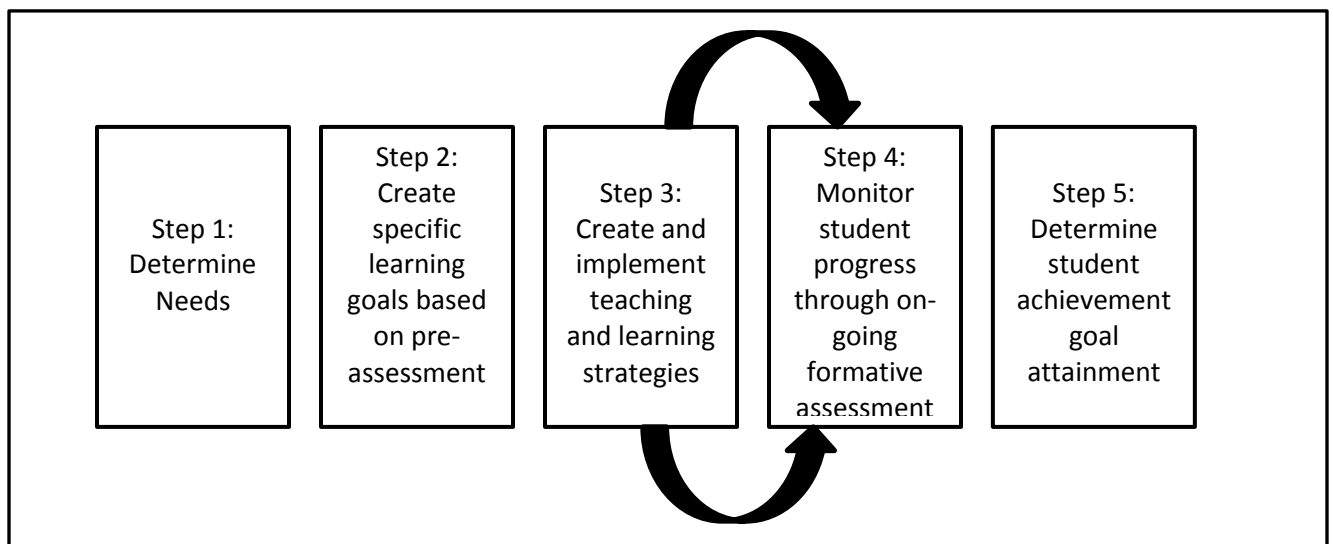 Step 1:
Determine
Needs
Step 2:
Create
specific
learning
goals based
on pre-
assessment
Step 3:
Create and
implement
teaching
and learning
strategies
Step 4:
Monitor
student
progress
through on-
going
formative
assessment
Step 5:
Determine
student
achievement
goal
attainment